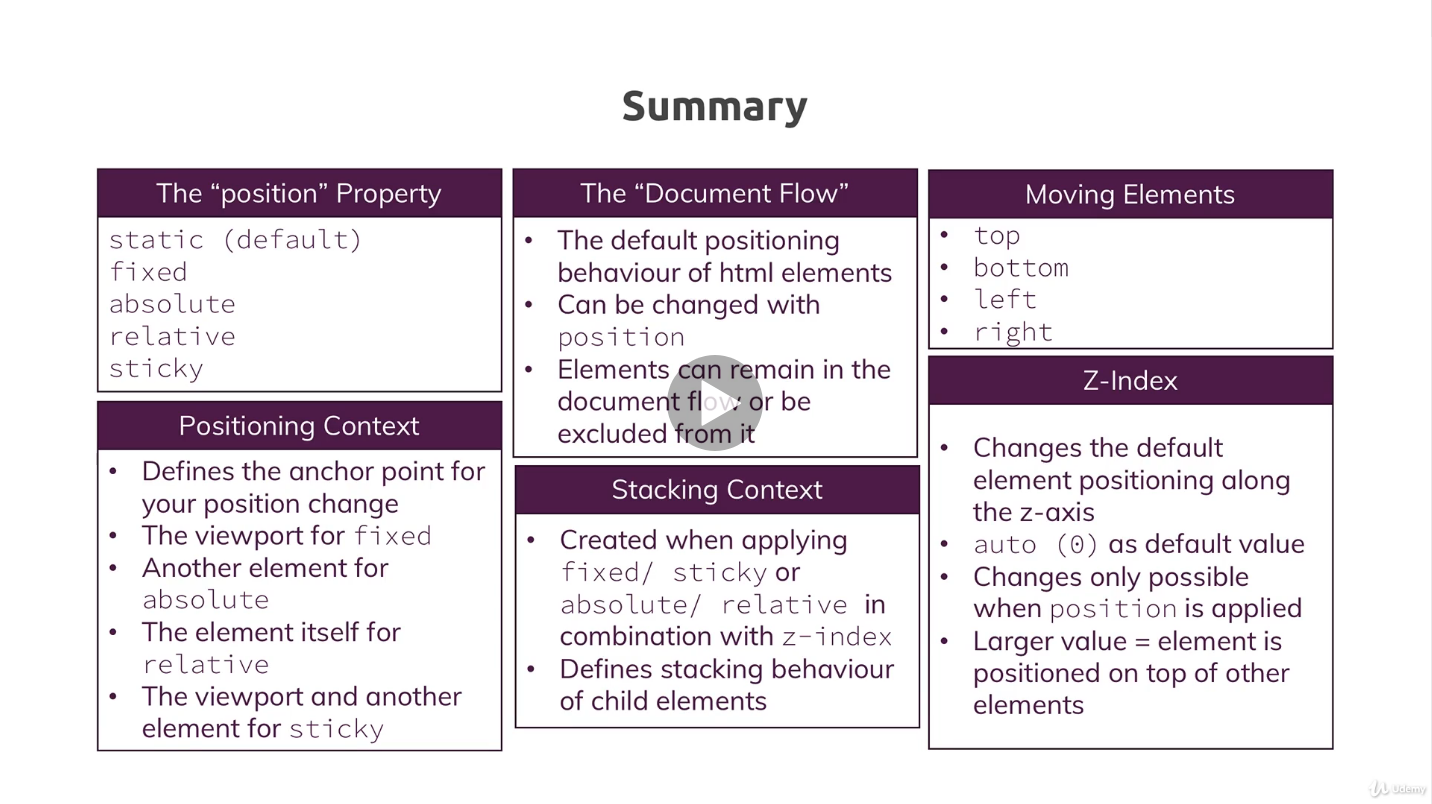 Summary
The “position” Property
static (default)
fixed
absolute
relative
sticky
Positioning Context
• Defines the anchor point for
your position change
• The viewport for fixed
• Another element for
absolute
• The element itself for
relative
• The viewport and another
element for sticky
The “Document Flow”
• The default positioning
behaviour of html elements
• Can be changed with
position
• Elements can remain in the
document flow or be
excluded from it
Stacking Context
• Created when applying
fixed/ sticky or
absolute/ relative in
combination with z-index
• Defines stacking behaviour
of child elements
Moving Elements
• top
• bottom
• left
• right
Z-Index
• Changes the default
element positioning along
the z-axis
• auto (0) as default value
• Changes only possible
when position is applied
• Larger value = element is
positioned on top of other
elements
Udemy